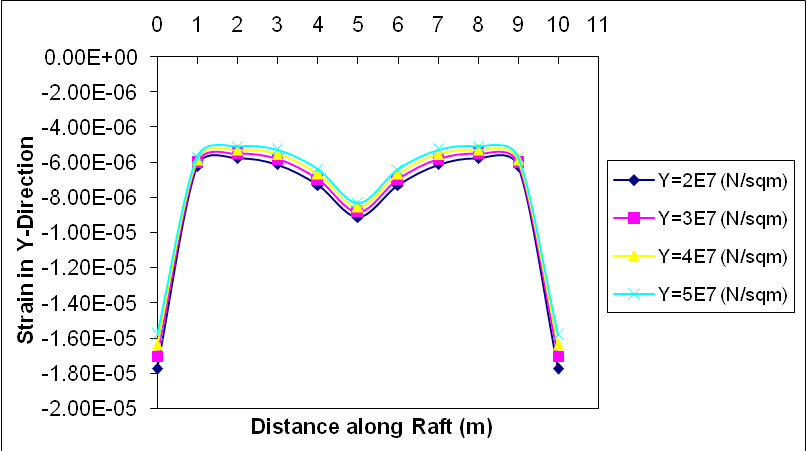 0 1 2 3 4 5 6 7 8 9 10 11
0.00E+00
-2.00E-06
-4.00E-06
-6.00E-06
-8.00E-06
-1.00E-05
-1.20E-05
-1.40E-05
-1.60E-05
-1.80E-05
-2.00E-05
Strain in Y-Direction
Distance along Raft (m)
Y=2E7 (N/sqm)
Y=3E7 (N/sqm)
Y=4E7 (N/sqm)
Y=5E7 (N/sqm)